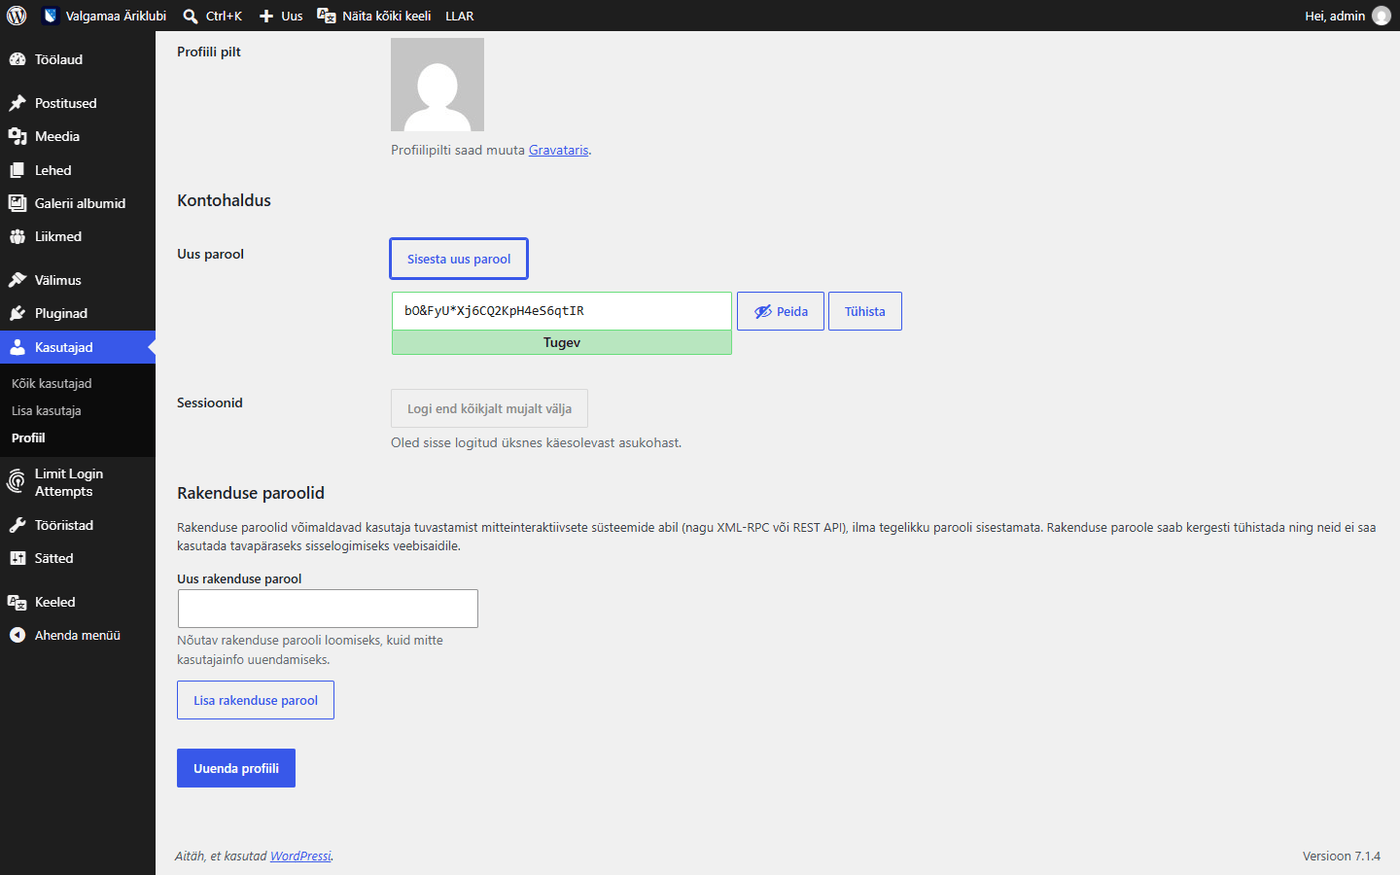 Valgamaa Äriklubi
Ctrl+K
Uus
Näita kõiki keeli
LLAR
Hei, admin
Töölaud
Postitused
Meedia
Lehed
Galerii albumid
Liikmed
Välimus
Pluginad
Kasutajad
Kõik kasutajad
Lisa kasutaja
Profiil
Limit Login
Attempts
Tööriistad
Sätted
Keeled
Ahenda menüü
Profiili pilt
Profiilipilti saad muuta Gravataris.
Kontohaldus
Uus parool
Sisesta uus parool
bO&FyU*Xj6CQ2KpH4eS6qtIR
Peida
Tühista
Tugev
Sessioonid
Logi end kõikjalt mujalt välja
Oled sisse logitud üksnes käesolevast asukohast.
Rakenduse paroolid
Rakenduse paroolid võimaldavad kasutaja tuvastamist mitteinteraktiivsete süsteemide abil (nagu XML-RPC või REST API), ilma tegelikku parooli sisestamata. Rakenduse paroole saab kergesti tühistada ning neid ei saa
kasutada tavapäraseks sisselogimiseks veebisaidile.
Uus rakenduse parool
Nõutav rakenduse parooli loomiseks, kuid mitte
kasutajainfo uuendamiseks.
Lisa rakenduse parool
Uuenda profiili
Aitäh, et kasutad WordPressi.
Versioon 7.1.4